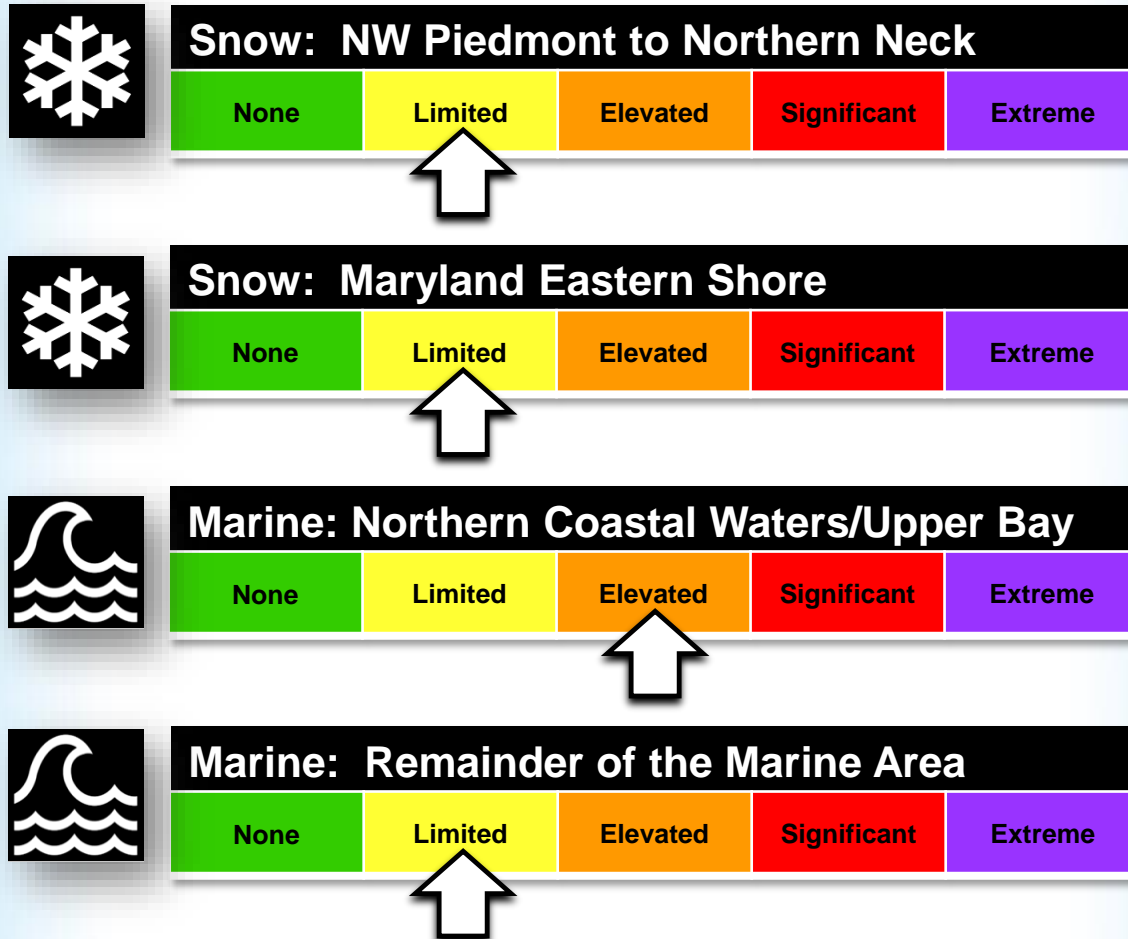 Snow: NW Piedmont to Northern Neck
None Limited Elevated Significant Extreme
Snow: Maryland Eastern Shore
None Limited Elevated Significant Extreme
Marine: Northern Coastal Waters/Upper Bay
None Limited Elevated Significant Extreme
Marine: Remainder of the Marine Area
None Limited Elevated Significant Extreme